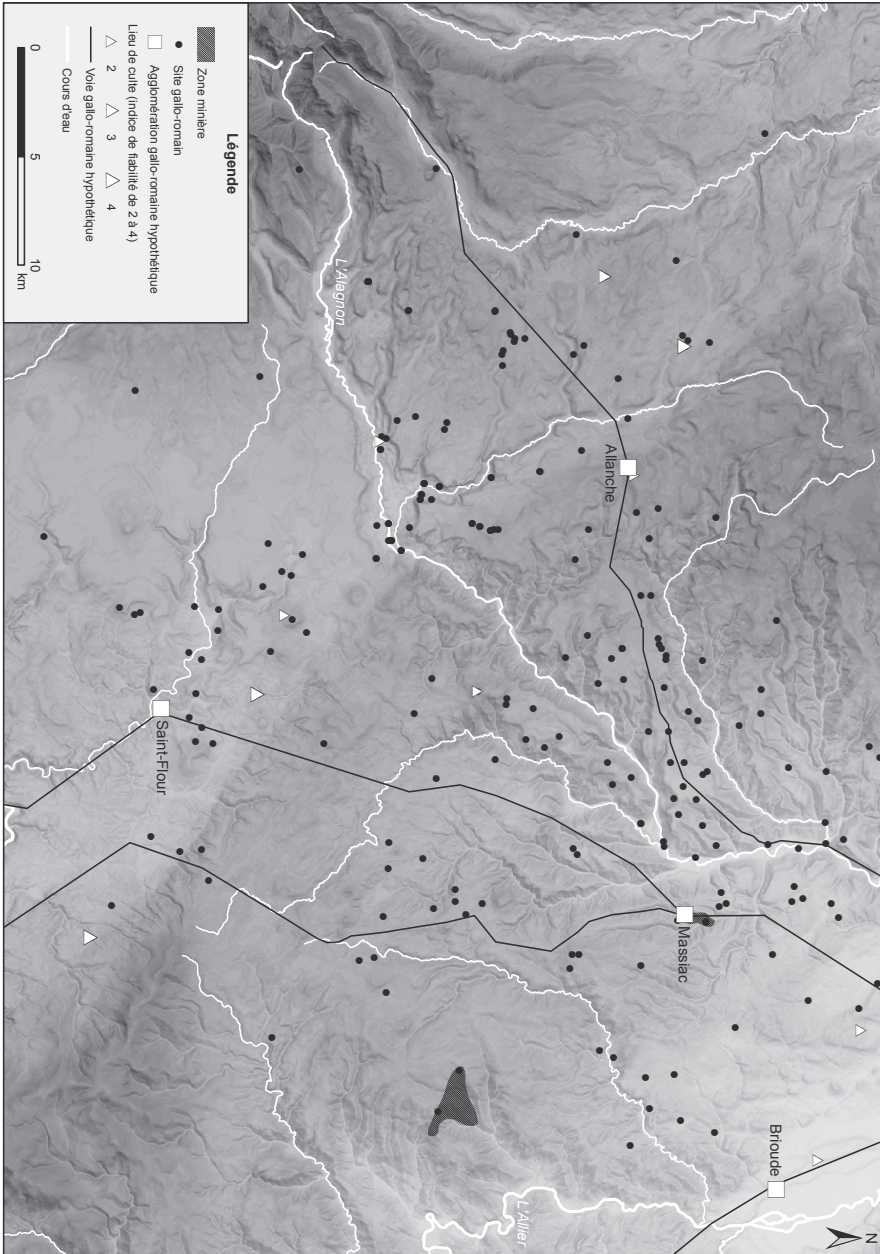 Légende
Zone minière
Site gallo-romain
Agglomération gallo-romaine hypothétique
Lieu de culte (indice de fiabilité de 2 à 4)
2 3 4
Voie gallo-romaine hypothétique
Cours d'eau
0 5 10
km
L'Alagnon
Allanche
Saint-Flour
Massiac
Brioude
L'Allier
N